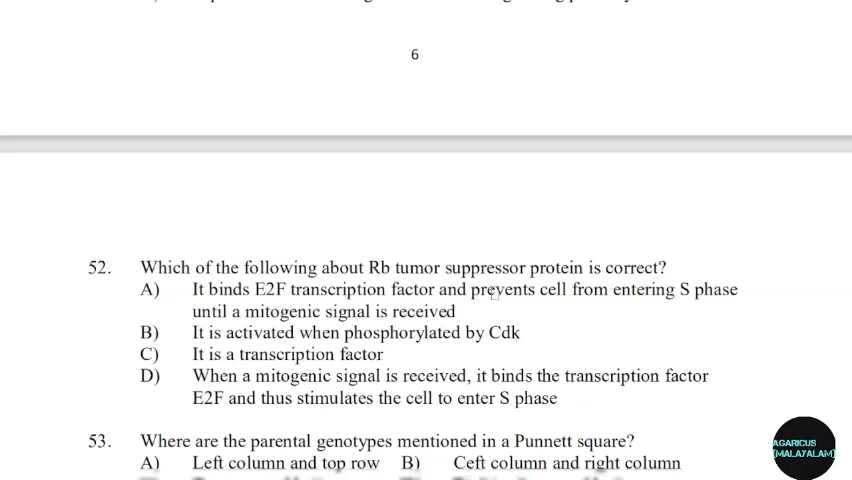 6
52. Which of the following about Rb tumor suppressor protein is correct?
A) It binds E2F transcription factor and prevents cell from entering S phase
until a mitogenic signal is received
B) It is activated when phosphorylated by Cdk
C) It is a transcription factor
D) When a mitogenic signal is received, it binds the transcription factor
E2F and thus stimulates the cell to enter S phase
53. Where are the parental genotypes mentioned in a Punnett square?
A) Left column and top row B) Ceft column and right column
AGARICUS
[MALAYALAM]